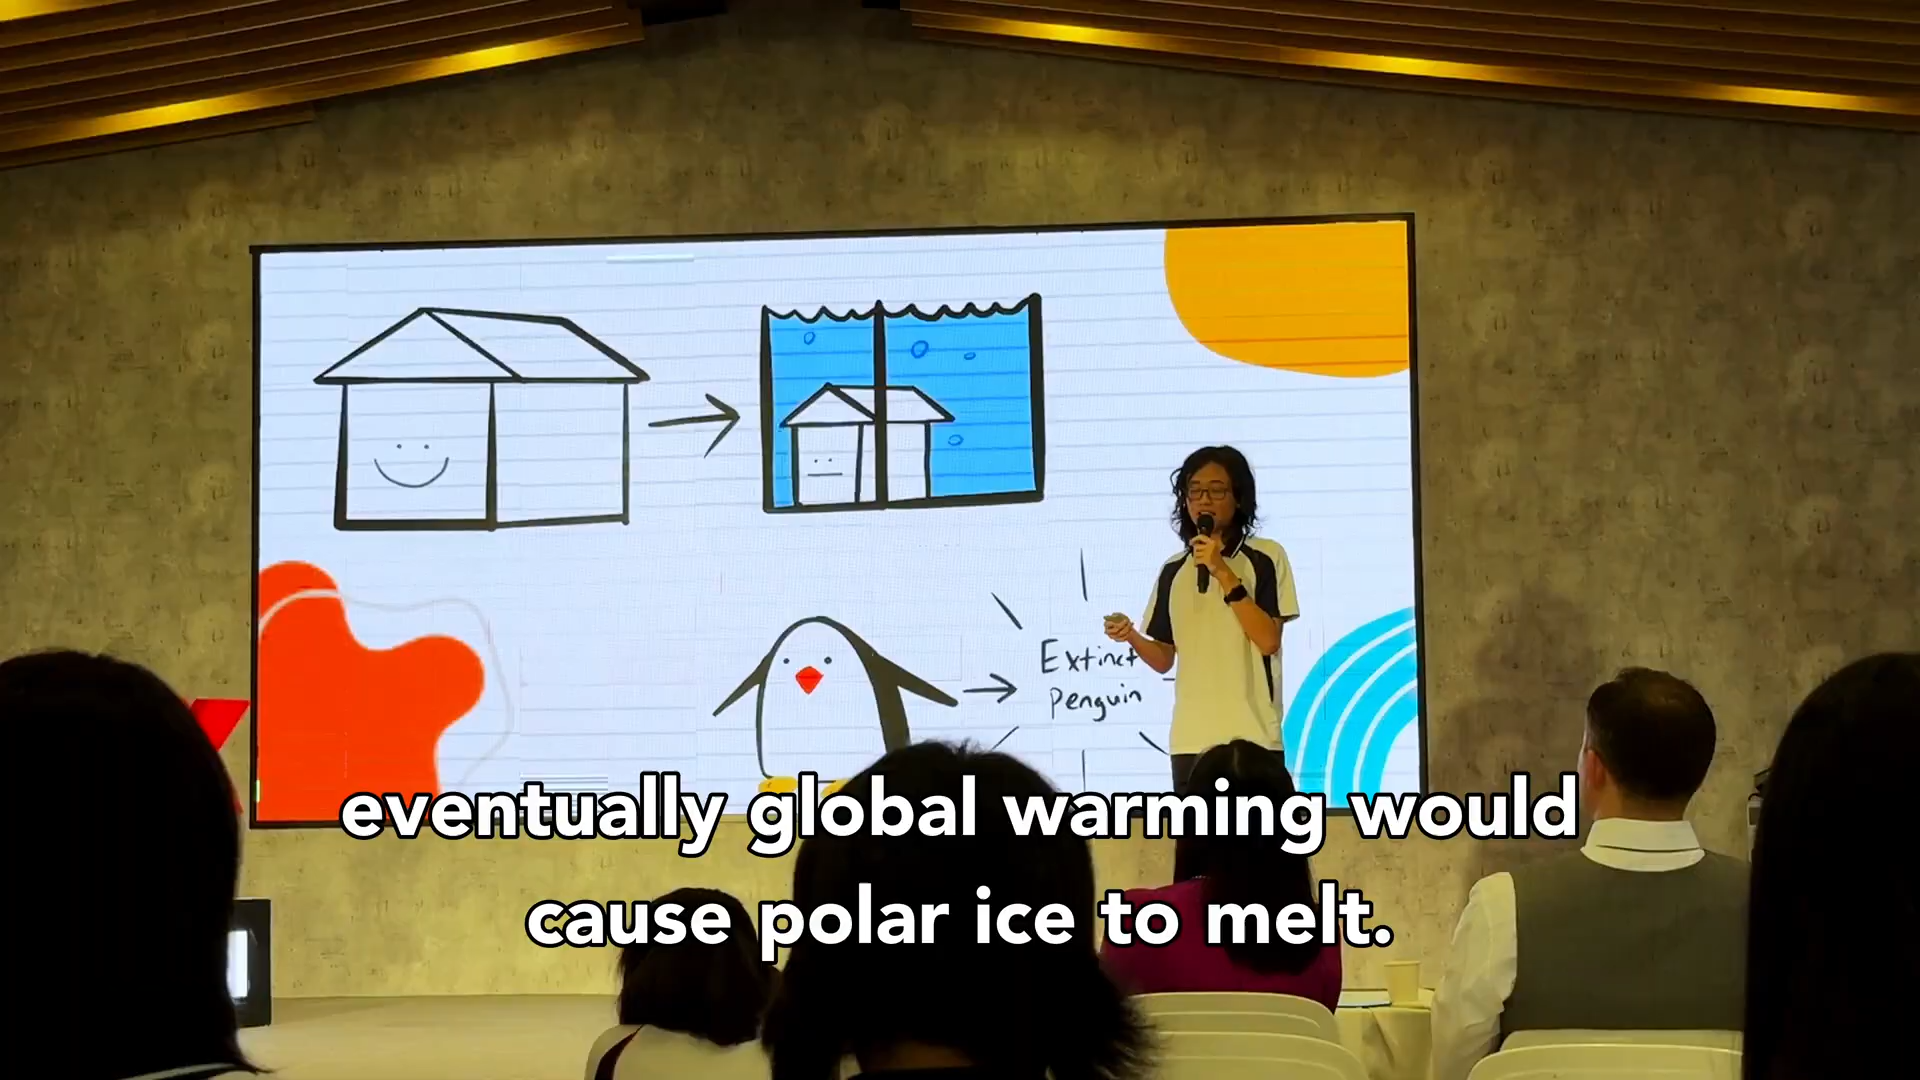 Extinct
Penguin
eventually global warming would
cause polar ice to melt.